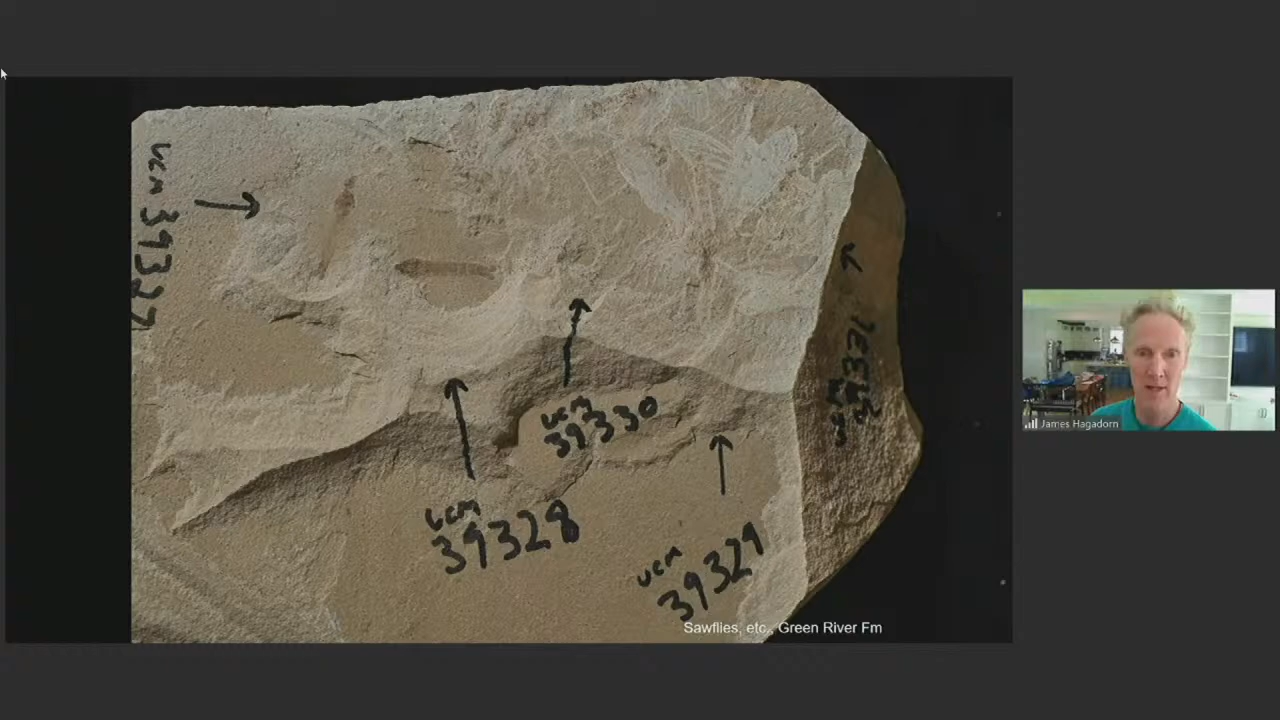 UCM 39327
UCM
39330
UCM
39328
UCM
39329
UCM
39331
Sawflies, etc., Green River Fm
James Hagadorn